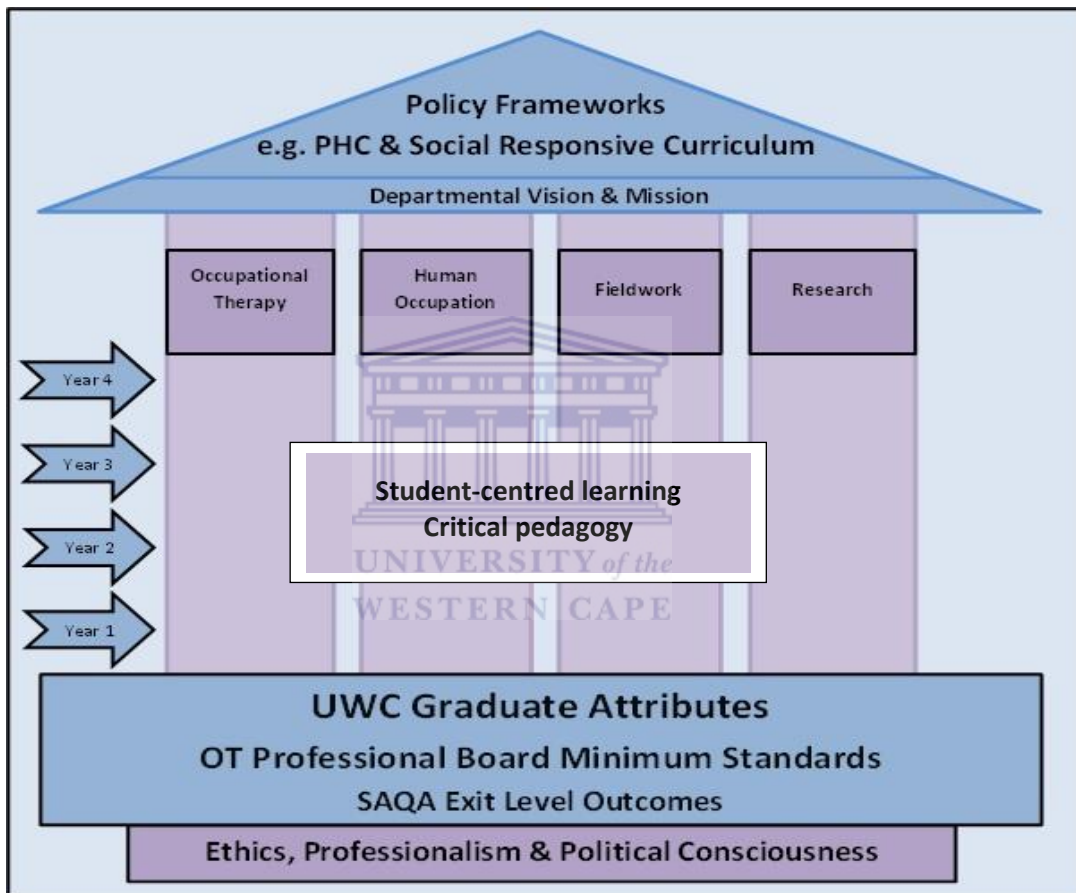 Policy Frameworks
e.g. PHC & Social Responsive Curriculum
Departmental Vision & Mission
Occupational
Therapy
Human
Occupation
Fieldwork
Research
Year 4
Year 3
Year 2
Year 1
Student-centred learning
Critical pedagogy
UNIVERSITY of the
WESTERN CAPE
UWC Graduate Attributes
OT Professional Board Minimum Standards
SAQA Exit Level Outcomes
Ethics, Professionalism & Political Consciousness